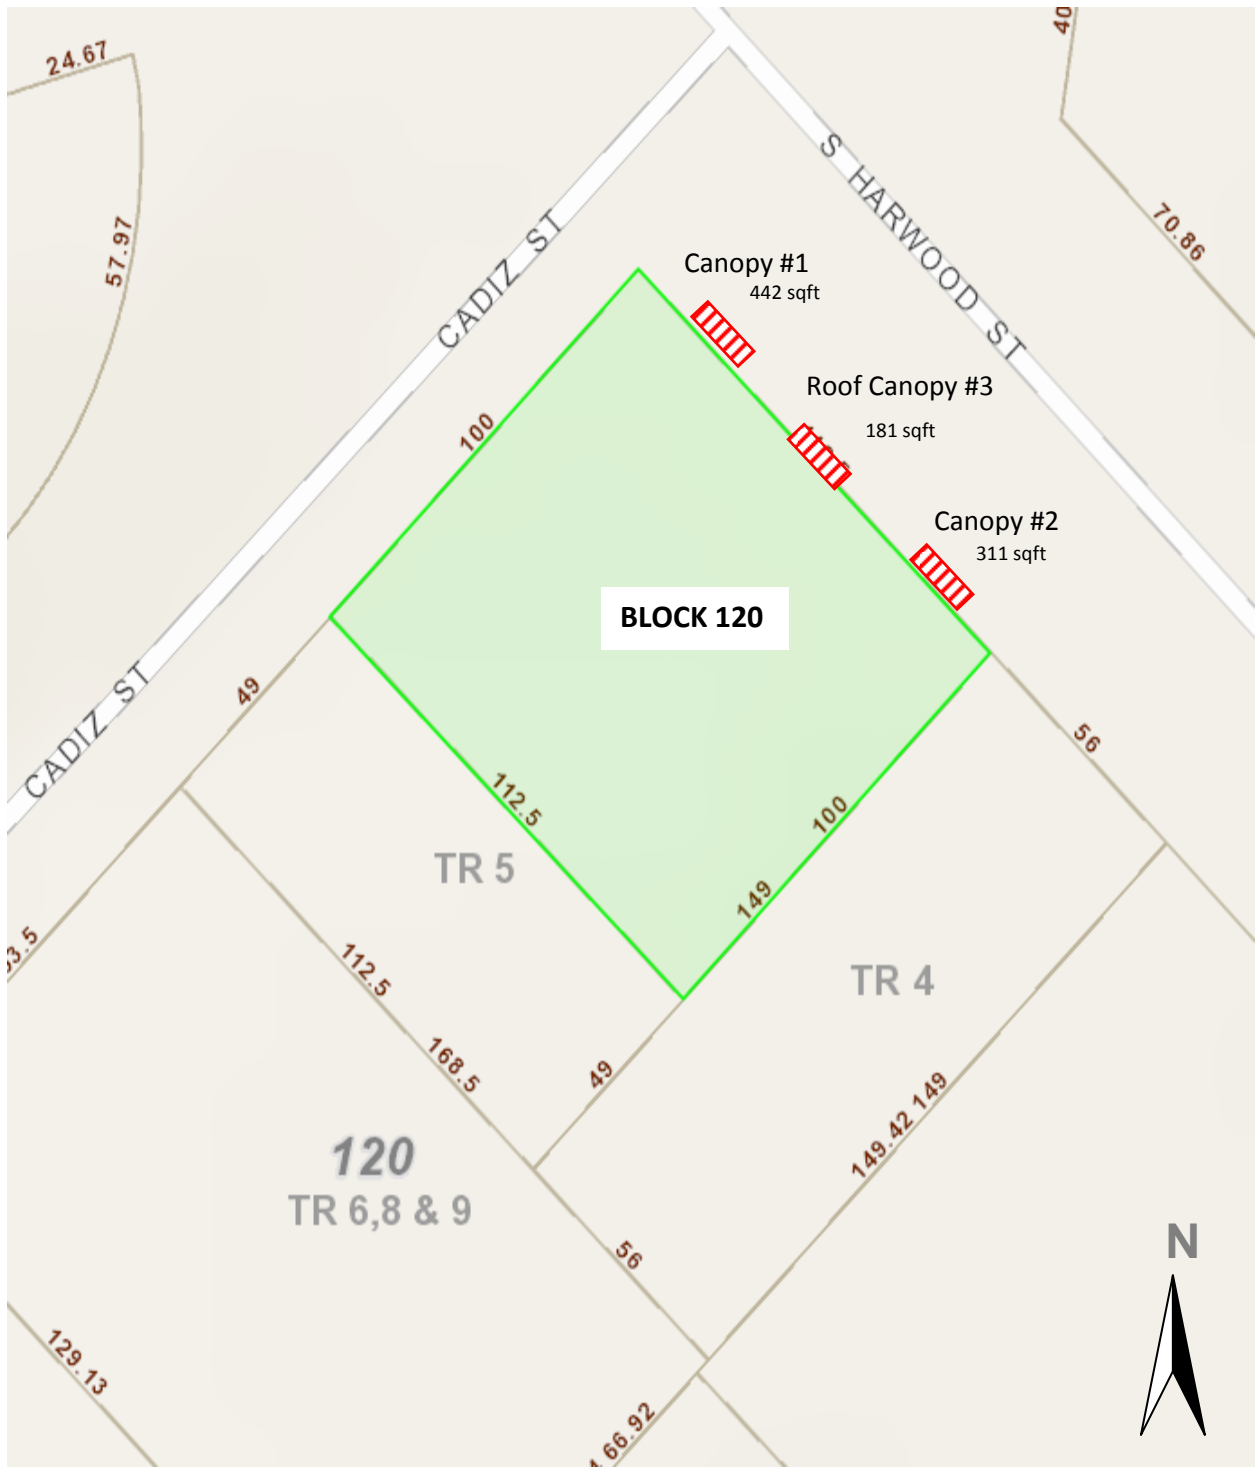 24.67
40
57.97
S HARWOOD ST
70.86
CADIZ ST
Canopy #1
442 sqft
Roof Canopy #3
181 sqft
100
Canopy #2
311 sqft
BLOCK 120
49
CADIZ ST
56
112.5
100
TR 5
149
112.5
TR 4
168.5
49
149.42 149
120
TR 6,8 & 9
56
N
129.13
66.92